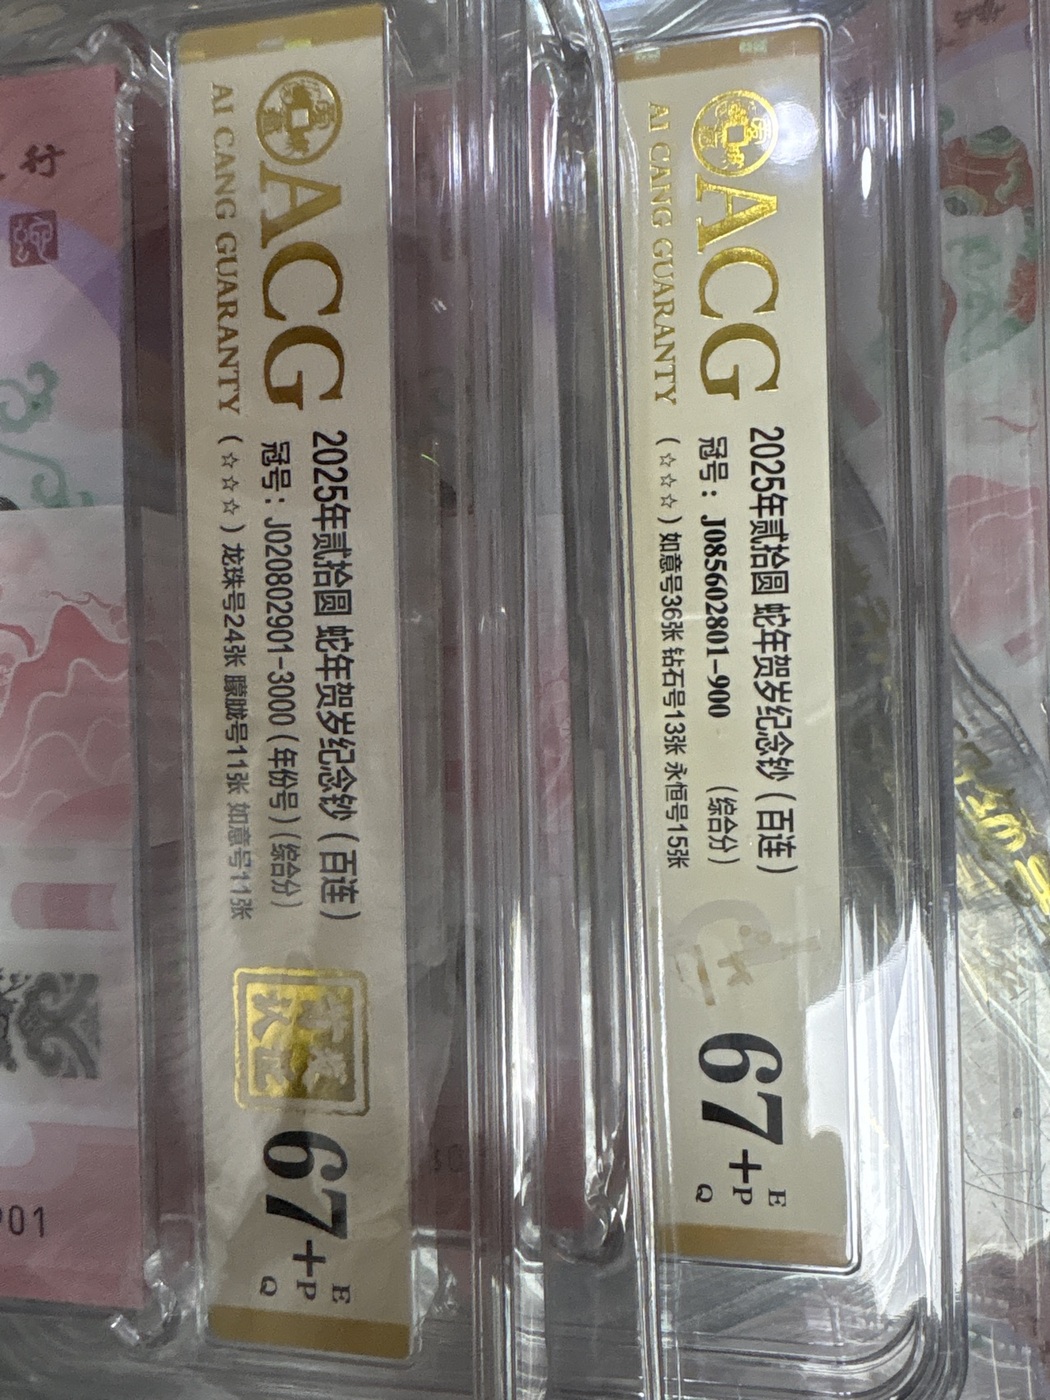 ACG
AI CANG GUARANTY
2025年贰拾圆 蛇年贺岁纪念钞（百连）
冠号：J020802901-3000（年份号）（综合分）
（☆☆☆）龙珠号24张 朦胧号11张 如意号11张
67+
E
P
Q
ACG
AI CANG GUARANTY
2025年贰拾圆 蛇年贺岁纪念钞（百连）
冠号：J085602801-900 （综合分）
（☆☆☆）如意号36张 钻石号13张 永恒号15张
67+
E
P
Q
行
901